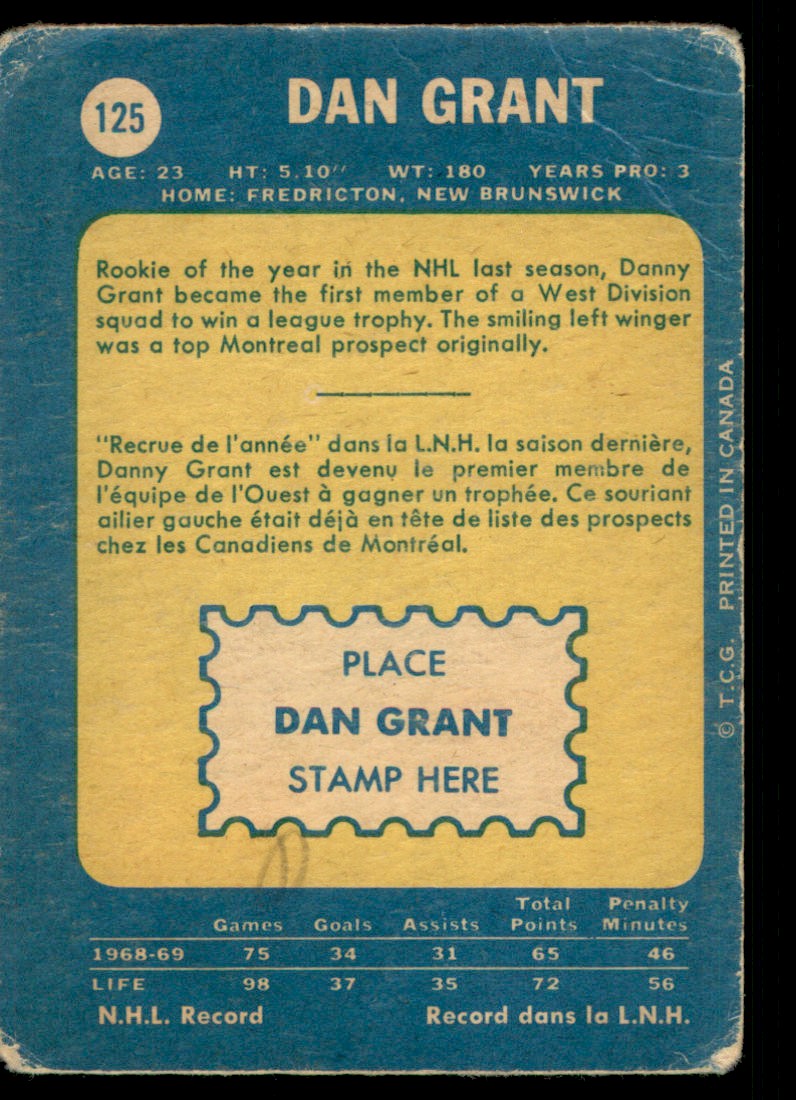 125
DAN GRANT
AGE: 23 HT: 5.10" WT: 180 YEARS PRO: 3
HOME: FREDRICTON, NEW BRUNSWICK
Rookie of the year in the NHL last season, Danny
Grant became the first member of a West Division
squad to win a league trophy. The smiling left winger
was a top Montreal prospect originally.
"Recrue de l'année" dans la L.N.H. la saison dernière,
Danny Grant est devenu le premier membre de
l'équipe de l'Ouest à gagner un trophée. Ce souriant
ailier gauche était déjà en tête de liste des prospects
chez les Canadiens de Montréal.
PLACE
DAN GRANT
STAMP HERE
© T.C.G. PRINTED IN CANADA
Games Goals Assists Total Points Penalty Minutes
1968-69 75 34 31 65 46
LIFE 98 37 35 72 56
N.H.L. Record Record dans la L.N.H.